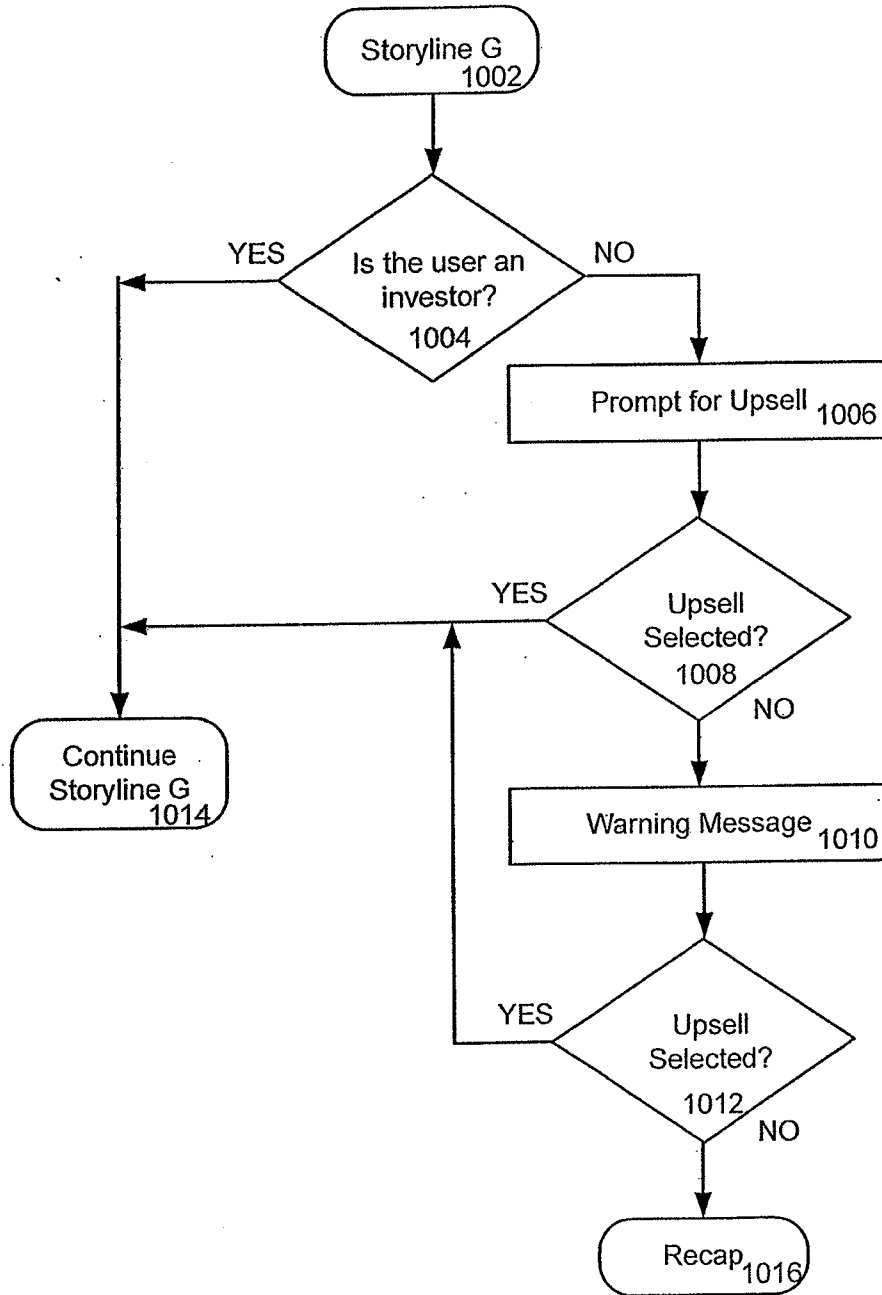 Storyline G
1002
YES
NO
Is the user an
investor?
1004
Prompt for Upsell
1006
YES
Upsell
Selected?
1008
NO
Continue
Storyline G
1014
Warning Message
1010
YES
Upsell
Selected?
1012
NO
Recap
1016